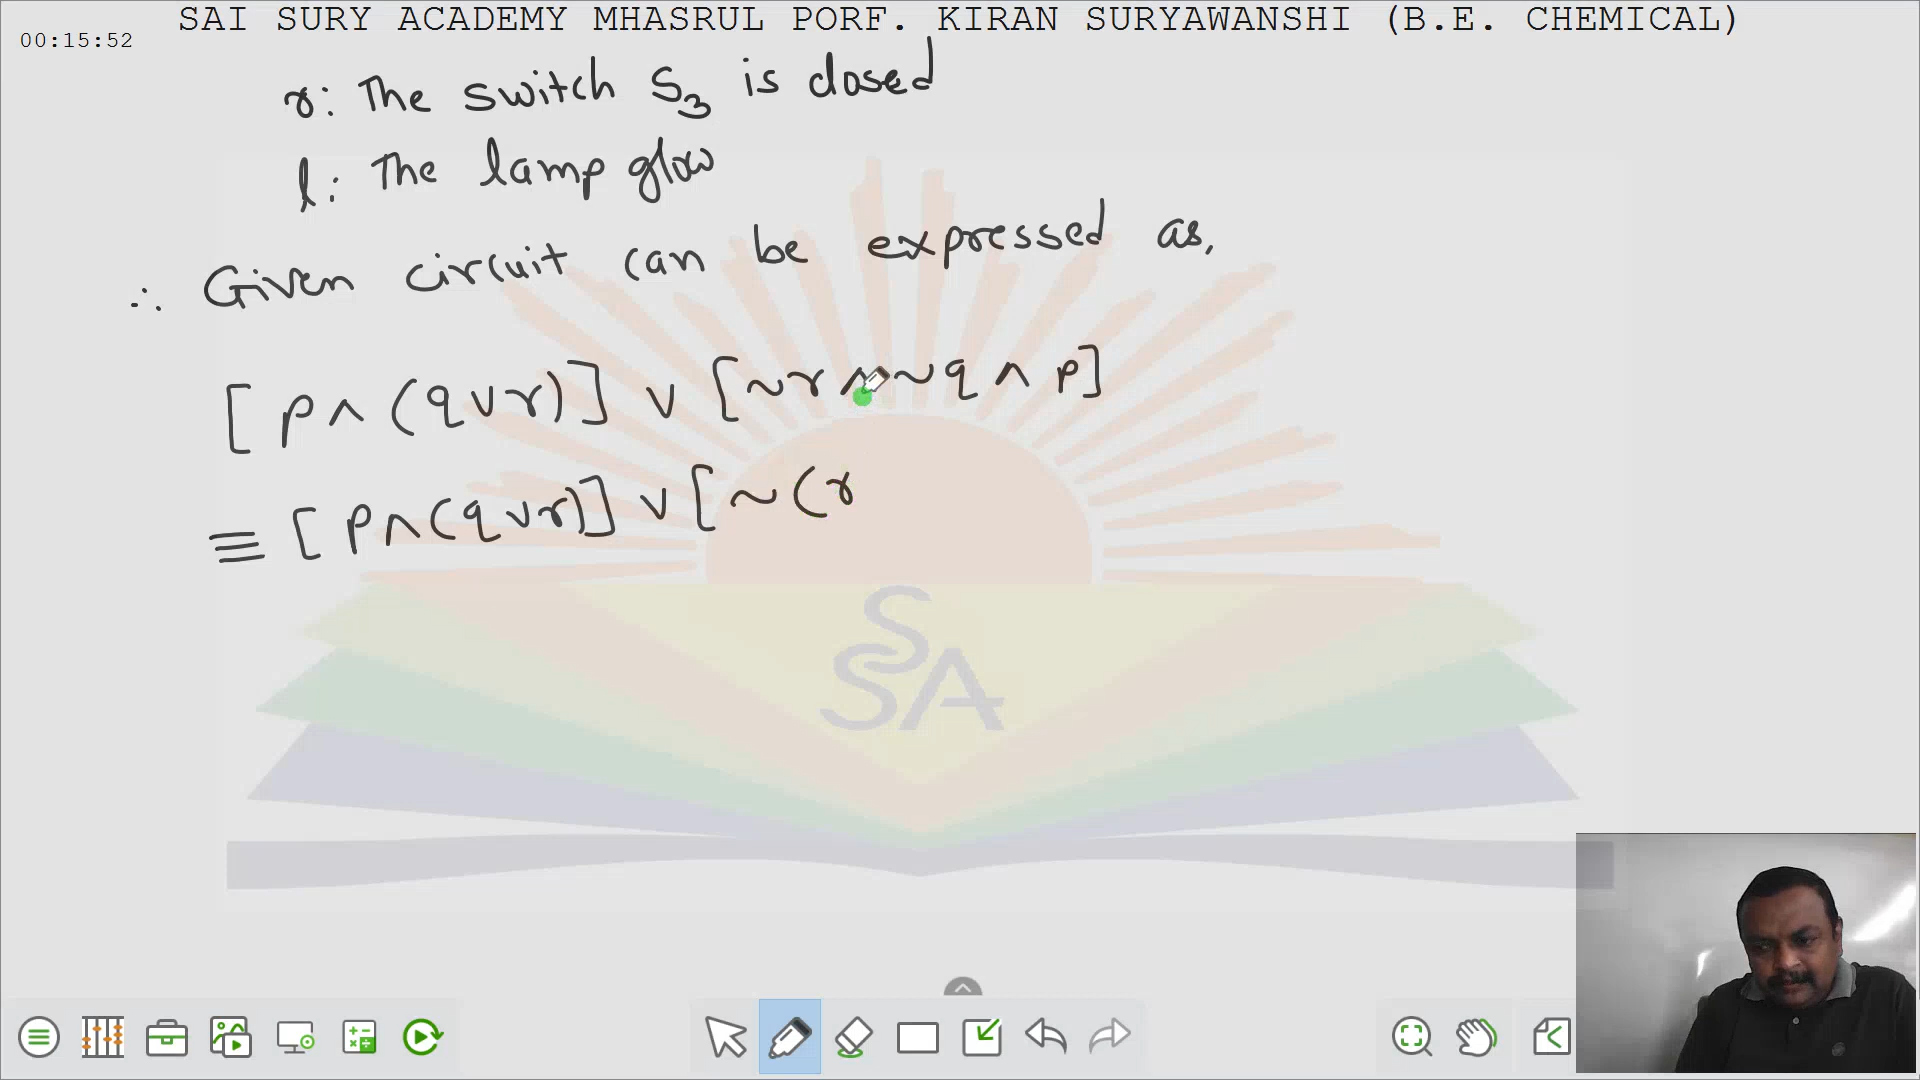 SAI SURY ACADEMY MHASRUL PORF. KIRAN SURYAWANSHI (B.E. CHEMICAL)
00:15:52
r: The switch S₃ is closed
l: The lamp glow
∴ Given circuit can be expressed as,
[p∧(q∨r)] ∨ [~r∧~q∧p]
≡ [p∧(q∨r)] ∨ [~(r
SSA